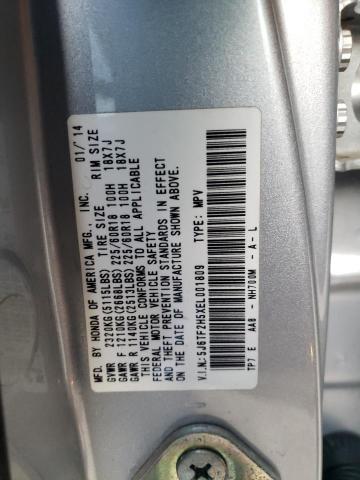 MFD. BY HONDA OF AMERICA MFG., INC. 01/'14
TIRE SIZE RIM SIZE
GVWR 2320KG(5115LBS)
GAWR F 1210KG(2668LBS) 225/60R18 100H 18X7J
GAWR R 1140KG(2513LBS) 225/60R18 100H 18X7J
THIS VEHICLE CONFORMS TO ALL APPLICABLE
FEDERAL MOTOR VEHICLE SAFETY
AND THEFT PREVENTION STANDARDS IN EFFECT
ON THE DATE OF MANUFACTURE SHOWN ABOVE.
V.I.N:5J6TF2H5XEL001809 TYPE: MPV
TP7 E AAB - NH700M - A - L